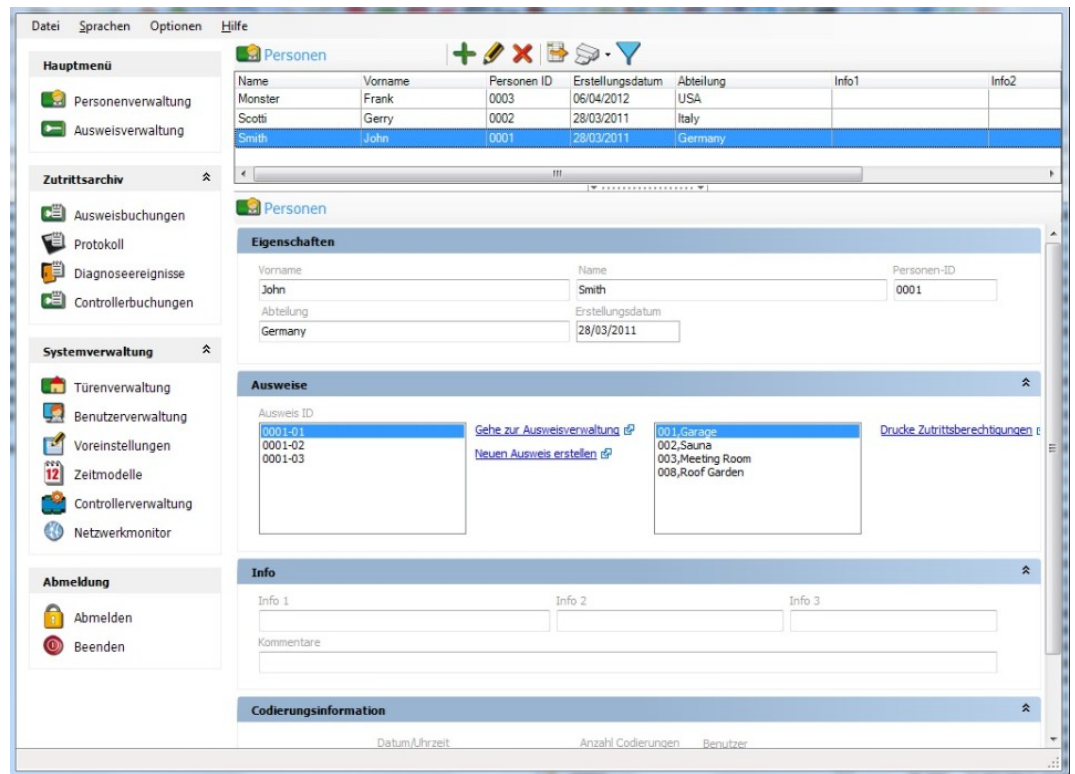 Datei Sprachen Optionen Hilfe
Hauptmenü
Personenverwaltung
Ausweisverwaltung
Zutrittsarchiv
Ausweisbuchungen
Protokoll
Diagnoseereignisse
Controllerbuchungen
Systemverwaltung
Türenverwaltung
Benutzerverwaltung
Voreinstellungen
12 Zeitmodelle
Controllerverwaltung
Netzwerkmonitor
Abmeldung
Abmelden
Beenden
Personen
Name Vorname Personen ID Erstellungsdatum Abteilung Info1 Info2
Monster Frank 0003 06/04/2012 USA
Scotti Gerry 0002 28/03/2011 Italy
Smith John 0001 28/03/2011 Germany
Personen
Eigenschaften
Vorname Name Personen-ID
John Smith 0001
Abteilung Erstellungsdatum
Germany 28/03/2011
Ausweise
Ausweis ID
0001-01
0001-02
0001-03
Gehe zur Ausweisverwaltung
Neuen Ausweis erstellen
001,Garage
002,Sauna
003,Meeting Room
008,Roof Garden
Drucke Zutrittsberechtigungen
Info
Info 1 Info 2 Info 3
Kommentare
Codierungsinformation
Datum/Uhrzeit Anzahl Codierungen Benutzer